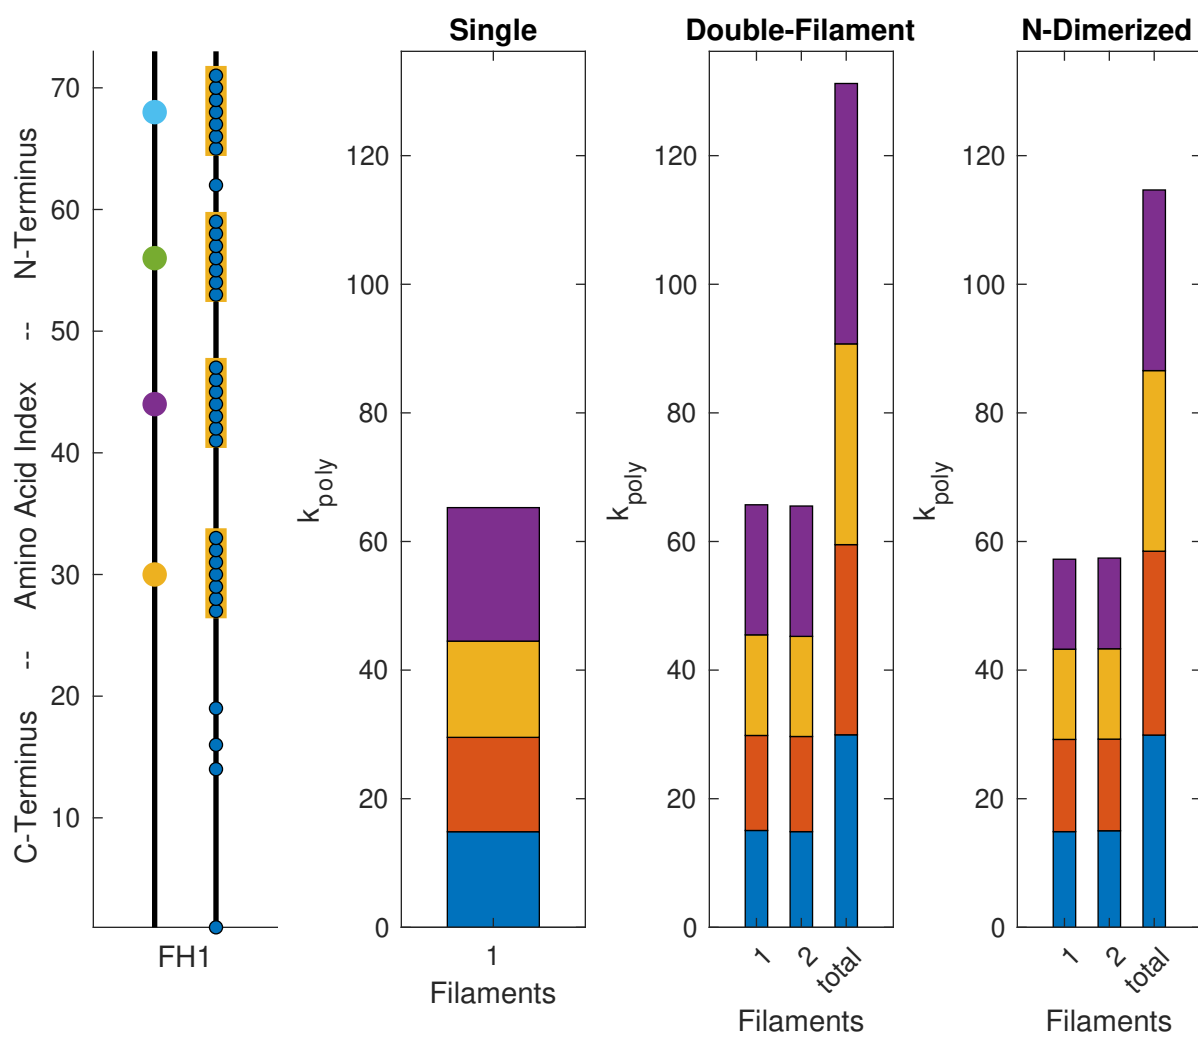 Single
Double-Filament
N-Dimerized
C-Terminus -- Amino Acid Index -- N-Terminus
70
60
50
40
30
20
10
FH1
kpoly
120
100
80
60
40
20
0
1
Filaments
kpoly
120
100
80
60
40
20
0
1
2
total
Filaments
kpoly
120
100
80
60
40
20
0
1
2
total
Filaments